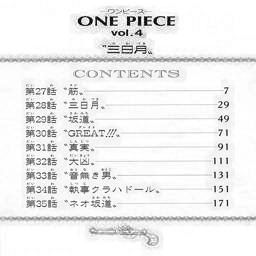 ―ワンピース―
ONE PIECE
vol.4
〝三日月〟
CONTENTS
第27話〝筋〟 7
第28話〝三日月〟 29
第29話〝坂道〟 49
第30話〝GREAT!!!〟 71
第31話〝真実〟 91
第32話〝大凶〟 111
第33話〝音無き男〟 131
第34話〝執事クラハドール〟 151
第35話〝ネオ坂道〟 171